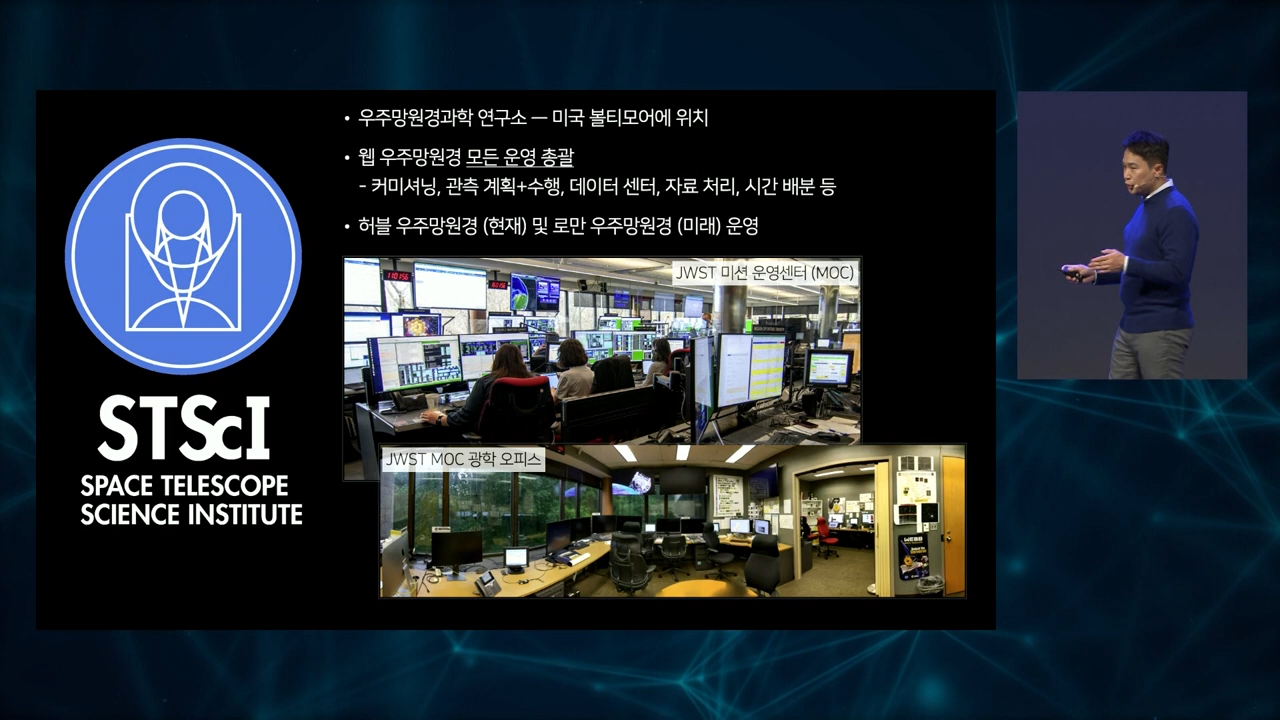 • 우주망원경과학 연구소 — 미국 볼티모어에 위치
• 웹 우주망원경 모든 운영 총괄
- 커미셔닝, 관측 계획+수행, 데이터 센터, 자료 처리, 시간 배분 등
• 허블 우주망원경 (현재) 및 로만 우주망원경 (미래) 운영
STScI
SPACE TELESCOPE
SCIENCE INSTITUTE
JWST 미션 운영센터 (MOC)
JWST MOC 광학 오피스
WEBB